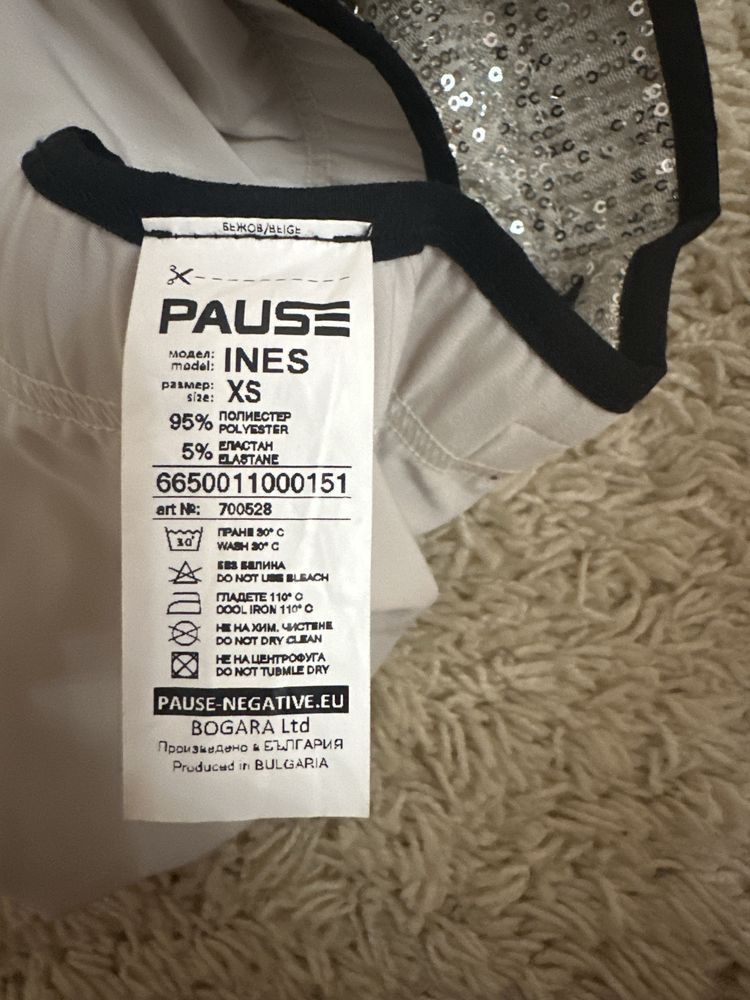 БЕЖОВ/BEIGE
PAUSE
модел:
model: INES
размер:
size: XS
95% ПОЛИЕСТЕР
POLYESTER
5% ЕЛАСТАН
ELASTANE
6650011000151
art №: 700528
30° ПРАНЕ 30° C
WASH 30° C
БЕЗ БЕЛИНА
DO NOT USE BLEACH
ГЛАДЕТЕ 110° C
COOL IRON 110° C
НЕ НА ХИМ. ЧИСТЕНЕ
DO NOT DRY CLEAN
НЕ НА ЦЕНТРОФУГА
DO NOT TUBMLE DRY
PAUSE-NEGATIVE.EU
BOGARA Ltd
Произведено в БЪЛГАРИЯ
Produced in BULGARIA